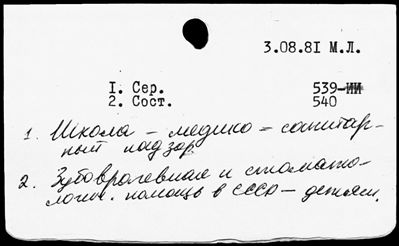 3.08.81 М.Л.
1. Сер. 539-ИИ
2. Сост. 540
1. Школа - медико = санитар-
ный надзор.
2. Зубоврачебная и стомато-
логич. помощь в СССР - детям.